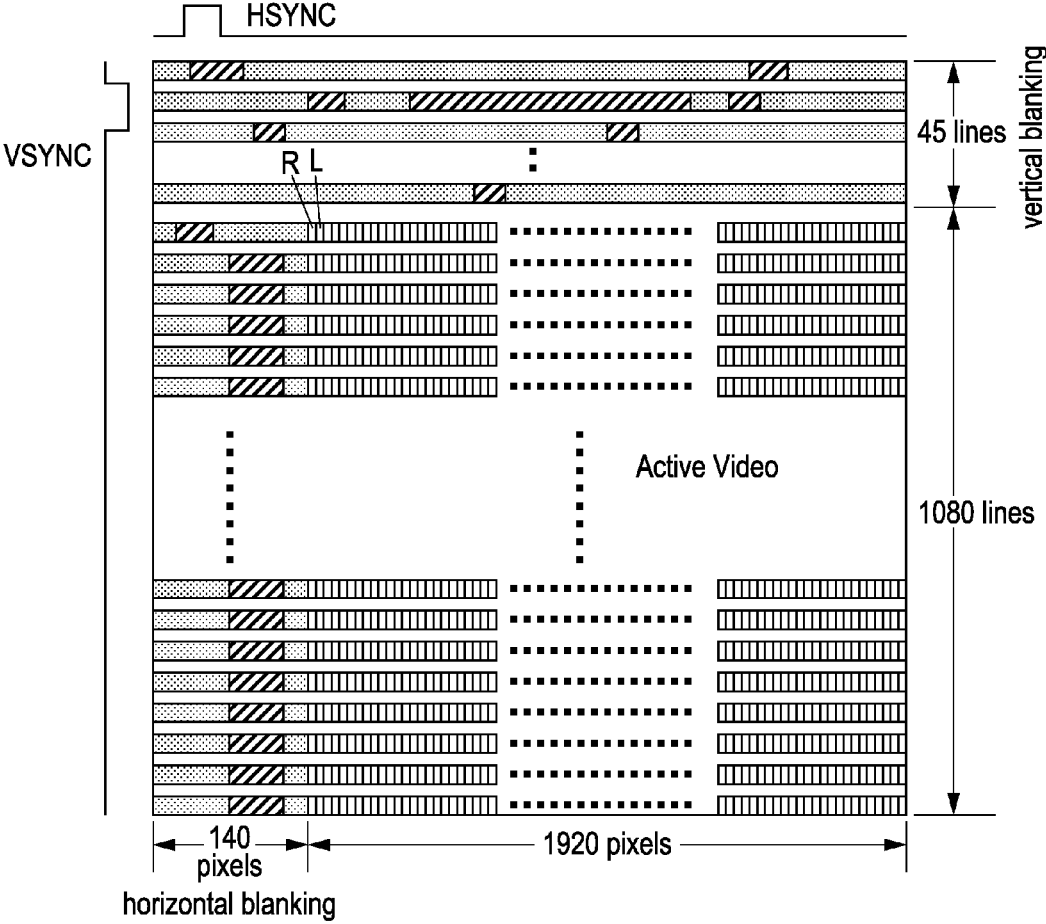 HSYNC
VSYNC
45 lines
vertical blanking
R L
Active Video
1080 lines
140
pixels
1920 pixels
horizontal blanking